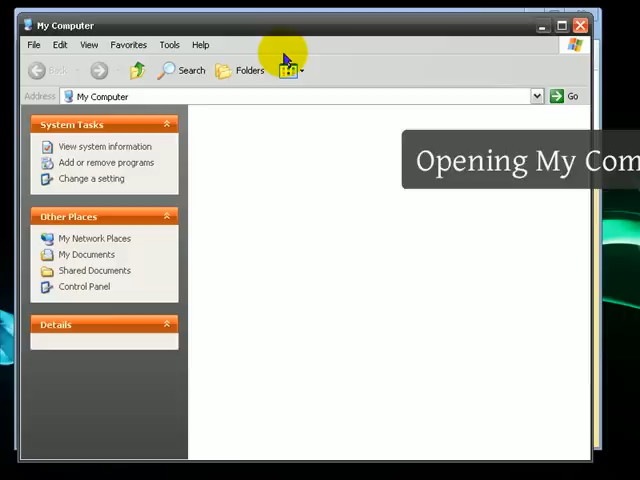 My Computer
File Edit View Favorites Tools Help
Back Search Folders
Address My Computer Go
System Tasks
View system information
Add or remove programs
Change a setting
Opening My Com
Other Places
My Network Places
My Documents
Shared Documents
Control Panel
Details